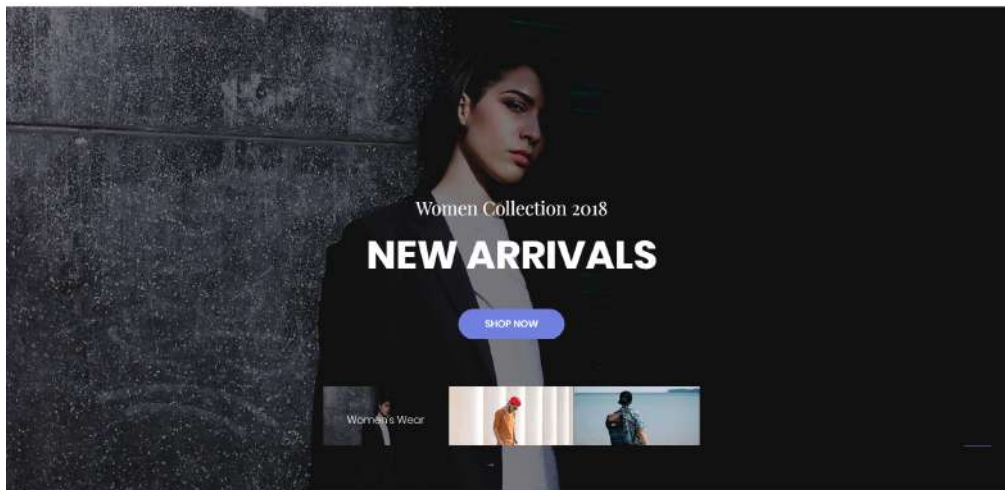 Women Collection 2018
NEW ARRIVALS
SHOP NOW
Women's Wear